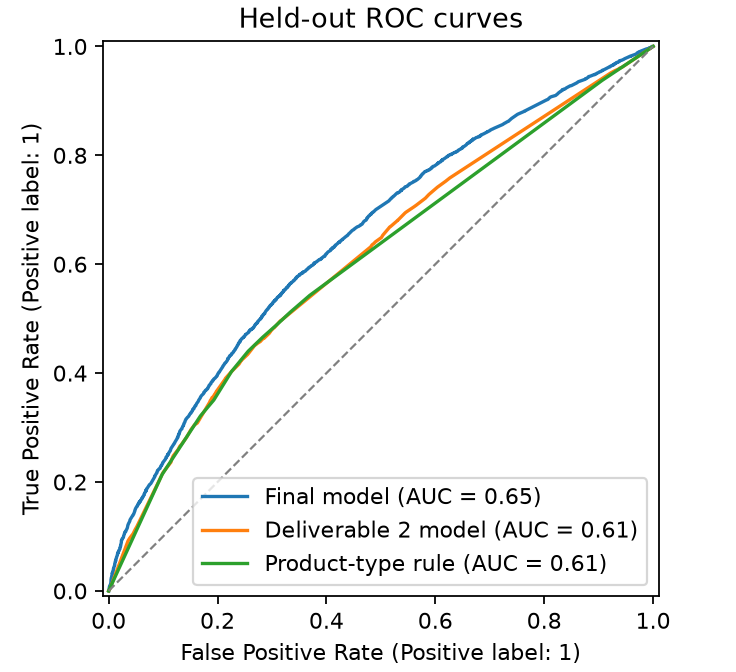 Held-out ROC curves
True Positive Rate (Positive label: 1)
1.0
0.8
0.6
0.4
0.2
0.0
Final model (AUC = 0.65)
Deliverable 2 model (AUC = 0.61)
Product-type rule (AUC = 0.61)
0.0 0.2 0.4 0.6 0.8 1.0
False Positive Rate (Positive label: 1)